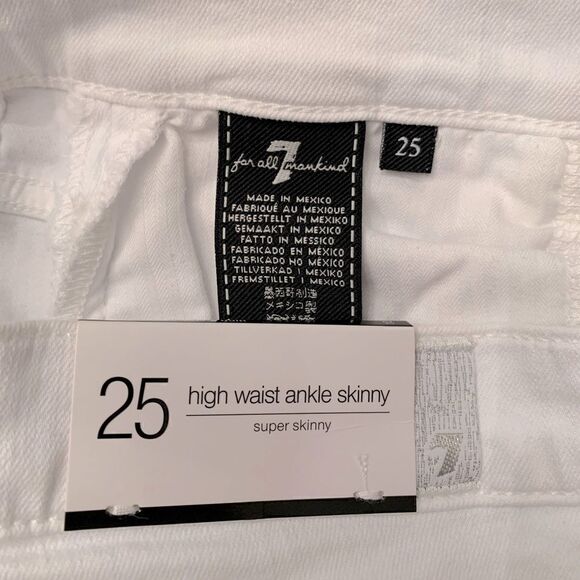 7
for all mankind
25
MADE IN MEXICO
FABRIQUÉ AU MEXIQUE
HERGESTELLT IN MEXIKO
GEMAAKT IN MEXICO
FATTO IN MESSICO
FABRICADO EN MÉXICO
FABRICADO NO MÉXICO
TILLVERKAD I MEXIKO
FREMSTILLET I MEXICO
墨西哥制造
メキシコ製
25
high waist ankle skinny
super skinny
7